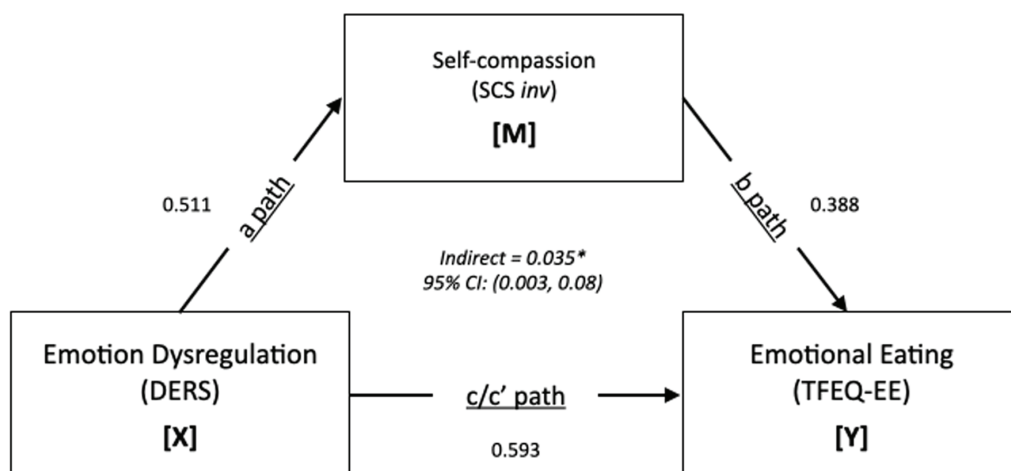 Self-compassion
(SCS inv)
[M]
0.511
a path
b path
0.388
Indirect = 0.035*
95% CI: (0.003, 0.08)
Emotion Dysregulation
(DERS)
[X]
c/c' path
0.593
Emotional Eating
(TFEQ-EE)
[Y]